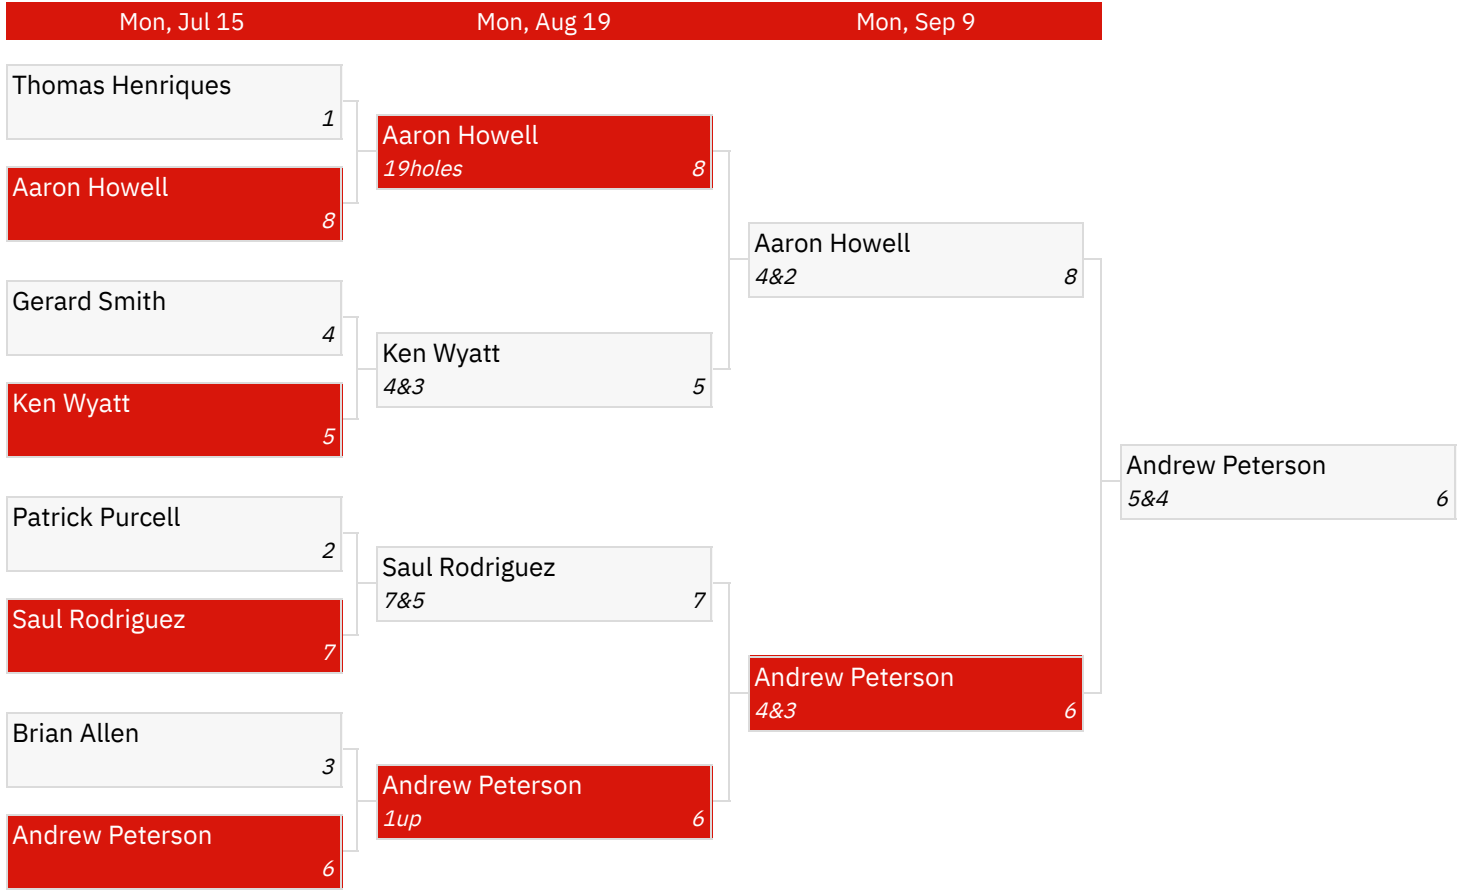 Mon, Jul 15
Mon, Aug 19
Mon, Sep 9
Thomas Henriques
1
Aaron Howell
8
Gerard Smith
4
Ken Wyatt
5
Patrick Purcell
2
Saul Rodriguez
7
Brian Allen
3
Andrew Peterson
6
Aaron Howell
19holes 8
Ken Wyatt
4&3 5
Saul Rodriguez
7&5 7
Andrew Peterson
1up 6
Aaron Howell
4&2 8
Andrew Peterson
4&3 6
Andrew Peterson
5&4 6